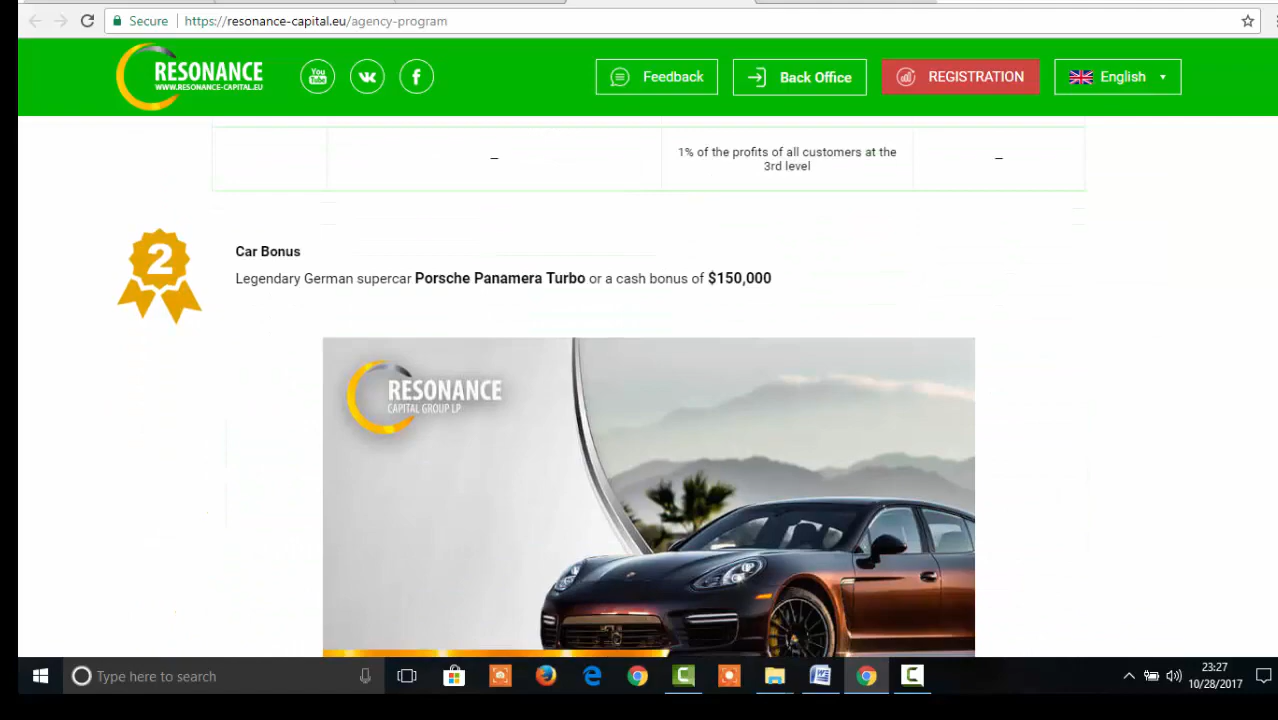 Secure
https://resonance-capital.eu/agency-program
RESONANCE
WWW.RESONANCE-CAPITAL.EU
You
Tube
Feedback
Back Office
REGISTRATION
English
–
1% of the profits of all customers at the
3rd level
–
2
Car Bonus
Legendary German supercar Porsche Panamera Turbo or a cash bonus of $150,000
RESONANCE
CAPITAL GROUP LP
Type here to search
23:27
10/28/2017